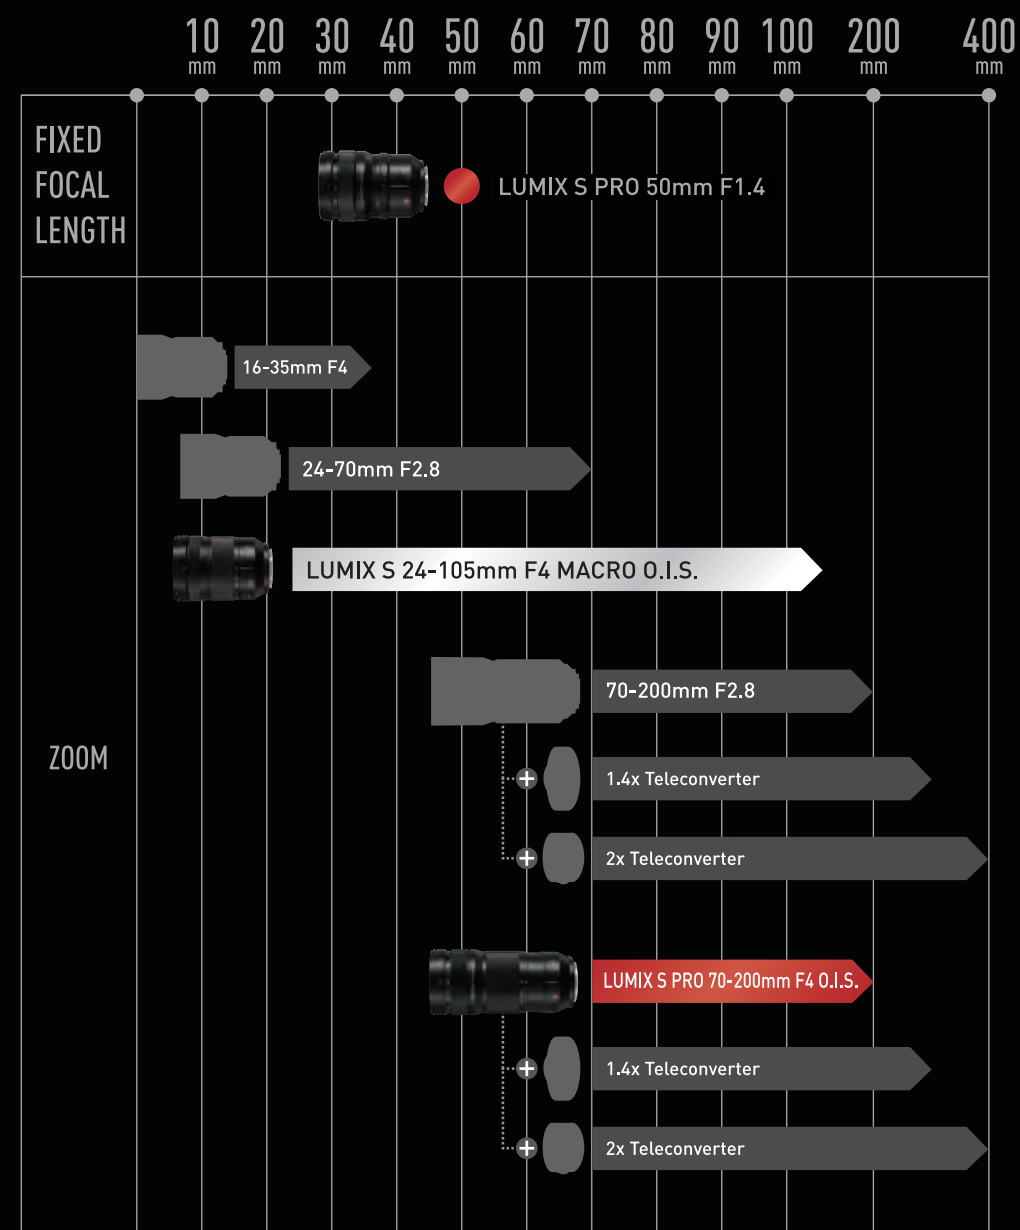 10 20 30 40 50 60 70 80 90 100 200 400
mm mm mm mm mm mm mm mm mm mm mm mm
FIXED
FOCAL
LENGTH
LUMIX S PRO 50mm F1.4
16-35mm F4
24-70mm F2.8
LUMIX S 24-105mm F4 MACRO O.I.S.
70-200mm F2.8
ZOOM
1.4x Teleconverter
2x Teleconverter
LUMIX S PRO 70-200mm F4 O.I.S.
1.4x Teleconverter
2x Teleconverter